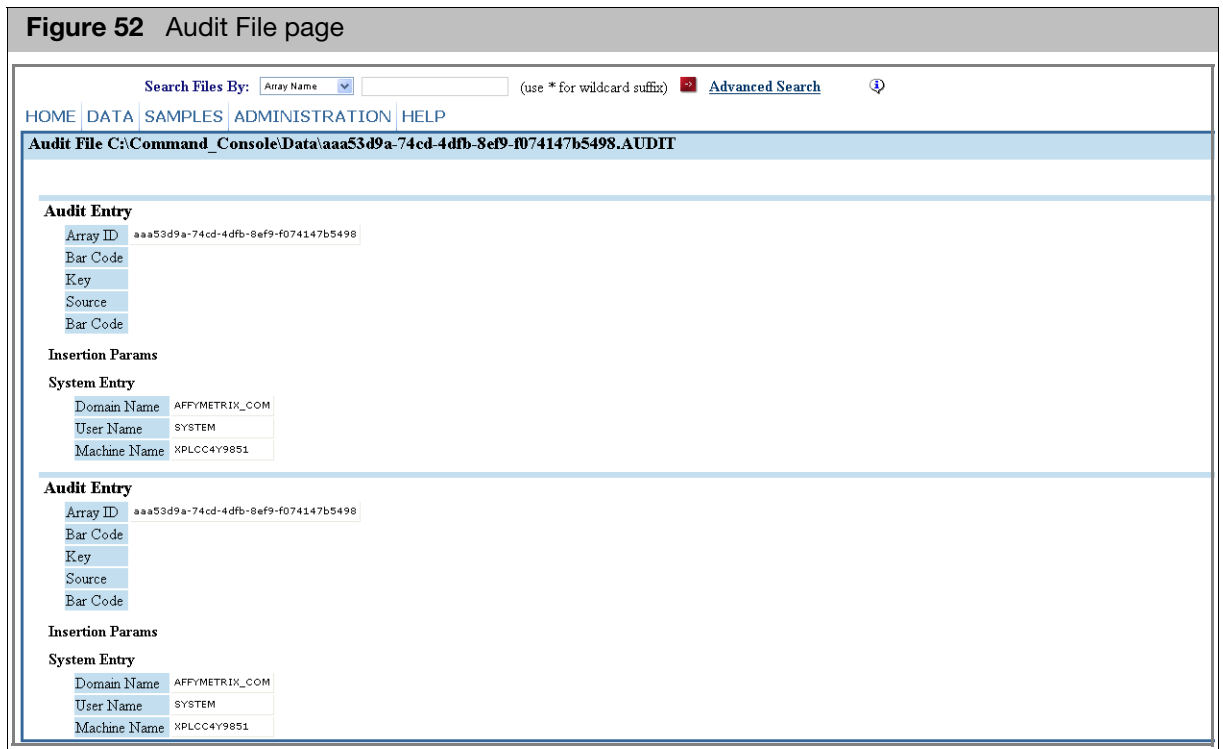 Figure 52 Audit File page
Search Files By: Array Name (use * for wildcard suffix) Advanced Search
HOME DATA SAMPLES ADMINISTRATION HELP
Audit File C:\Command_Console\Data\aaa53d9a-74cd-4dfb-8ef9-f074147b5498.AUDIT
Audit Entry
Array ID aaa53d9a-74cd-4dfb-8ef9-f074147b5498
Bar Code
Key
Source
Bar Code
Insertion Params
System Entry
Domain Name AFFYMETRIX_COM
User Name SYSTEM
Machine Name XPLCC4Y9851
Audit Entry
Array ID aaa53d9a-74cd-4dfb-8ef9-f074147b5498
Bar Code
Key
Source
Bar Code
Insertion Params
System Entry
Domain Name AFFYMETRIX_COM
User Name SYSTEM
Machine Name XPLCC4Y9851